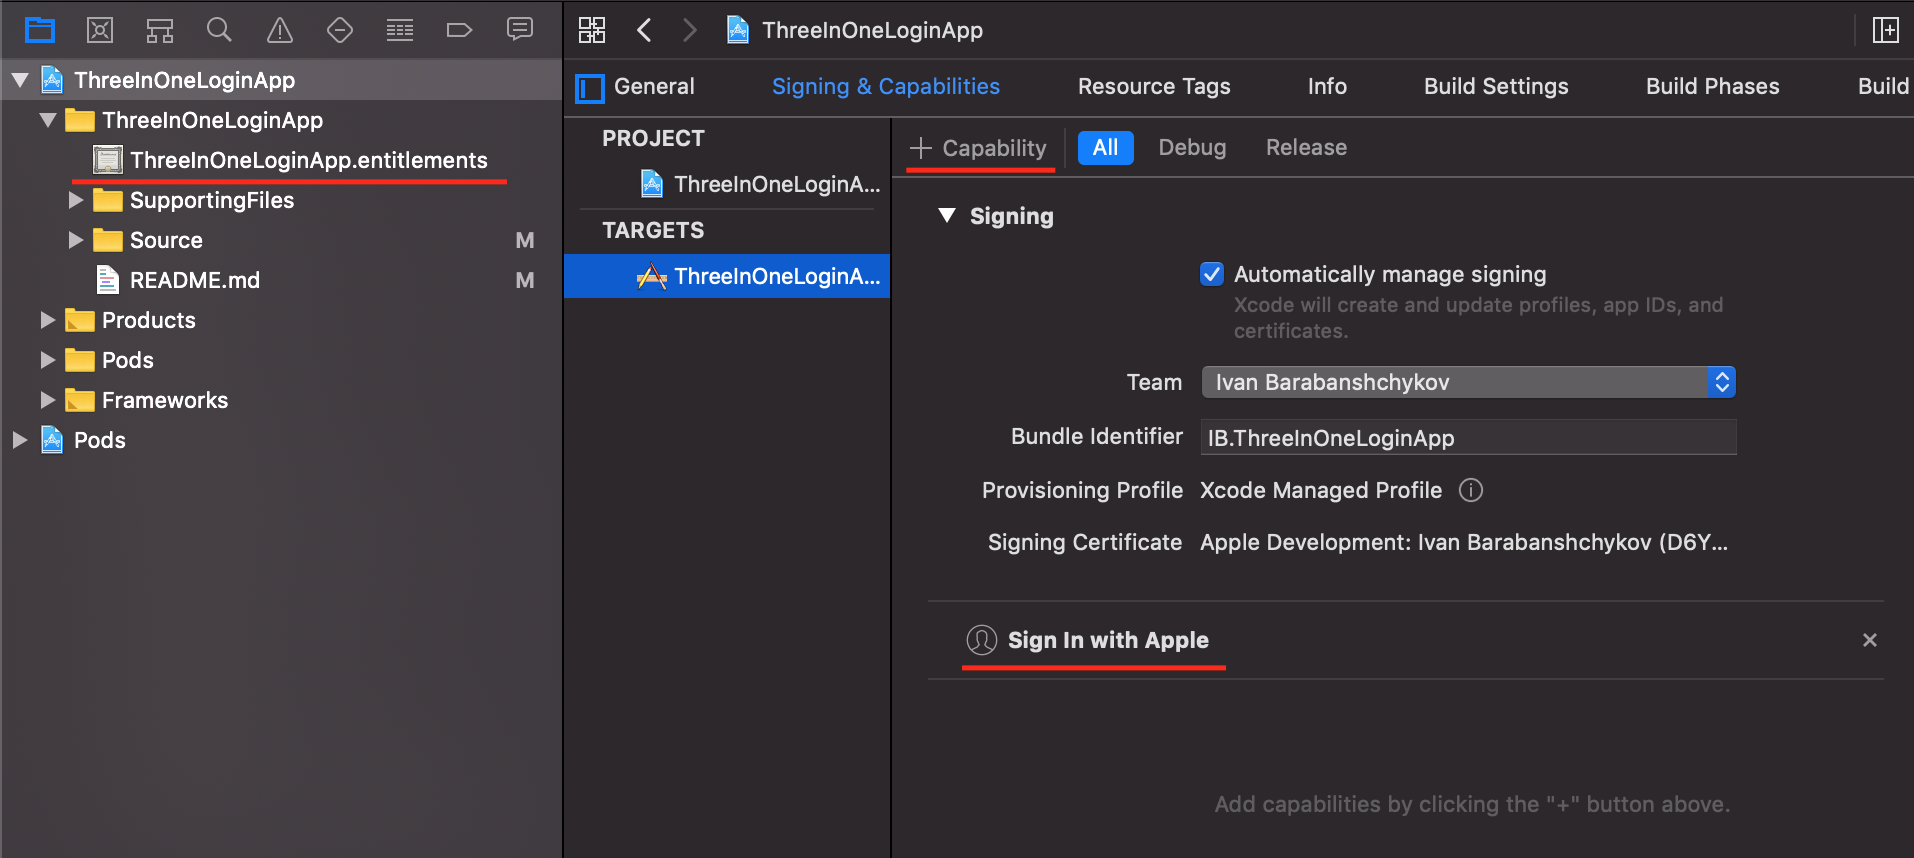 ThreeInOneLoginApp
ThreeInOneLoginApp
ThreeInOneLoginApp.entitlements
SupportingFiles
Source M
README.md M
Products
Pods
Frameworks
Pods
ThreeInOneLoginApp
General Signing & Capabilities Resource Tags Info Build Settings Build Phases Build
PROJECT
ThreeInOneLoginA...
TARGETS
ThreeInOneLoginA...
+ Capability All Debug Release
Signing
Automatically manage signing
Xcode will create and update profiles, app IDs, and
certificates.
Team Ivan Barabanshchykov
Bundle Identifier IB.ThreeInOneLoginApp
Provisioning Profile Xcode Managed Profile
Signing Certificate Apple Development: Ivan Barabanshchykov (D6Y...
Sign In with Apple
Add capabilities by clicking the "+" button above.